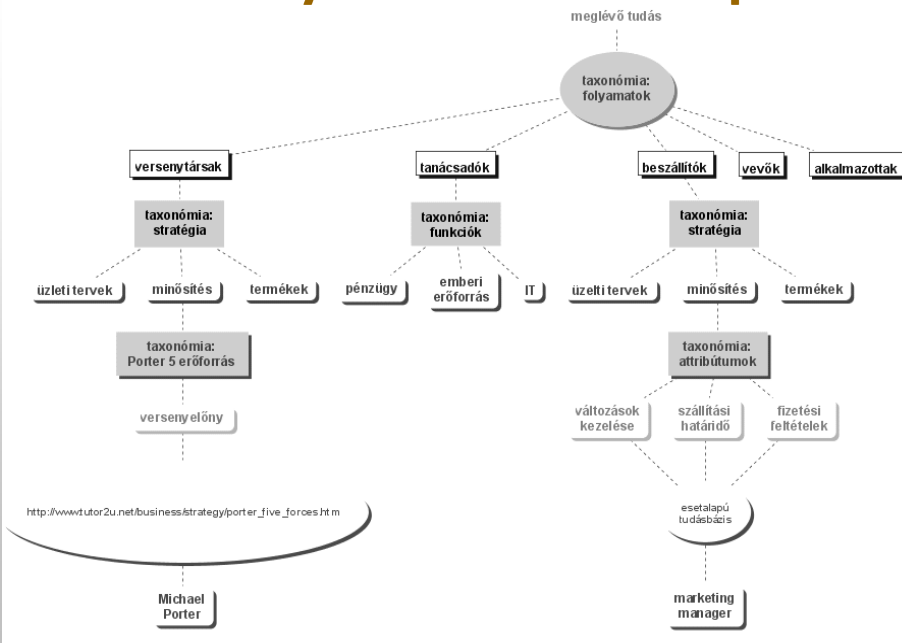 meglévő tudás
taxonómia:
folyamatok
versenytársak
tanácsadók
beszállítók
vevők
alkalmazottak
taxonómia:
stratégia
taxonómia:
funkciók
taxonómia:
stratégia
üzleti tervek
minősítés
termékek
pénzügy
emberi
erőforrás
IT
üzelti tervek
minősítés
termékek
taxonómia:
Porter 5 erőforrás
taxonómia:
attribútumok
versenyelőny
változások
kezelése
szállítási
határidő
fizetési
feltételek
http://www.tutor2u.net/business/strategy/porter_five_forces.htm
esetalapú
tudásbázis
Michael
Porter
marketing
manager